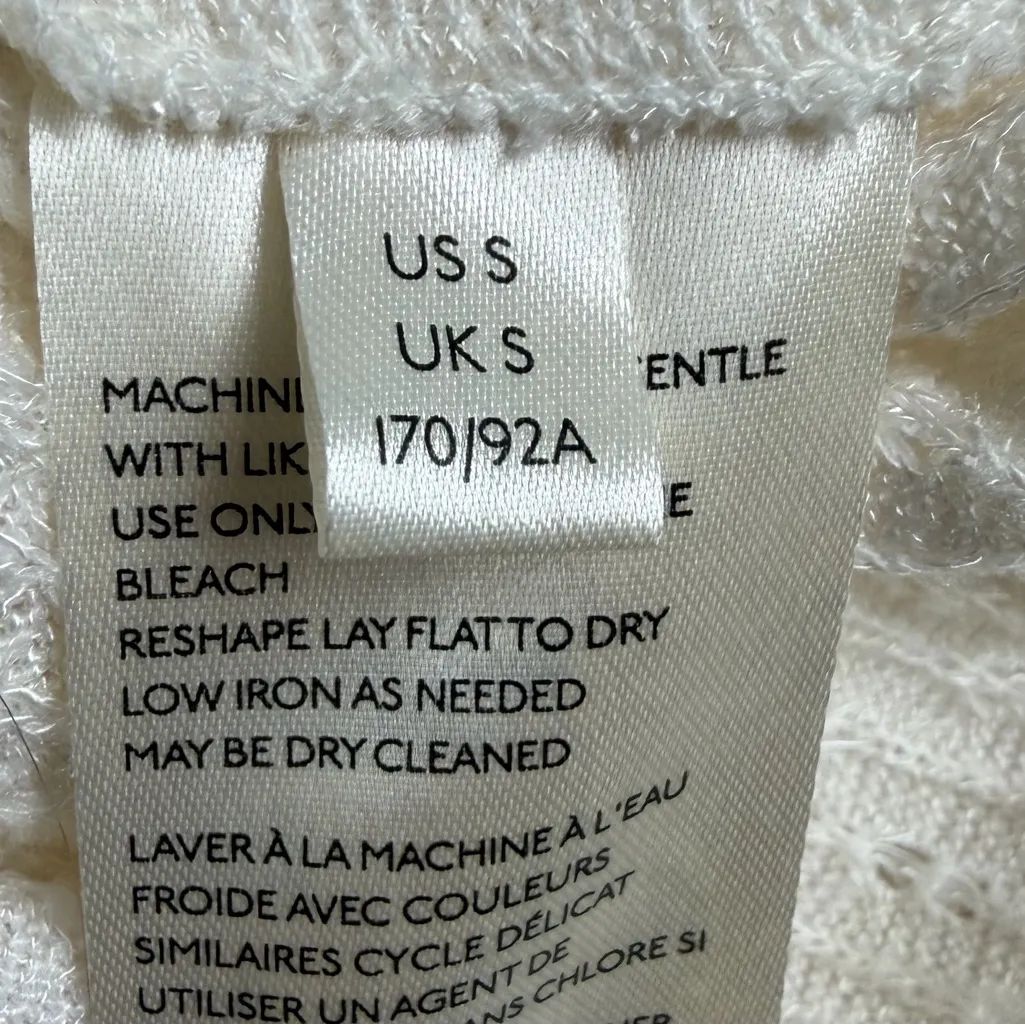 US S
UK S
170/92A
MACHINE
ENTLE
WITH LIK
USE ONLY
E
BLEACH
RESHAPE LAY FLAT TO DRY
LOW IRON AS NEEDED
MAY BE DRY CLEANED
LAVER À LA MACHINE À L'EAU
FROIDE AVEC COULEURS
SIMILAIRES CYCLE DÉLICAT
UTILISER UN AGENT DE
ANS CHLORE SI